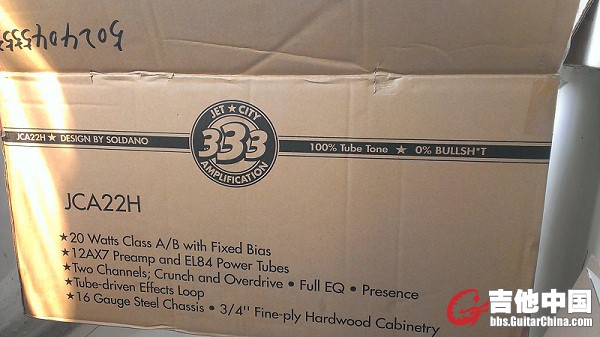 JET ★ CITY
JCA22H ★ DESIGN BY SOLDANO
333
100% Tube Tone ★ 0% BULLSH*T
AMPLIFICATION
JCA22H
★20 Watts Class A/B with Fixed Bias
★12AX7 Preamp and EL84 Power Tubes
★Two Channels; Crunch and Overdrive • Full EQ • Presence
★Tube-driven Effects Loop
★16 Gauge Steel Chassis • 3/4" Fine-ply Hardwood Cabinetry
吉他中国
bbs.GuitarChina.com